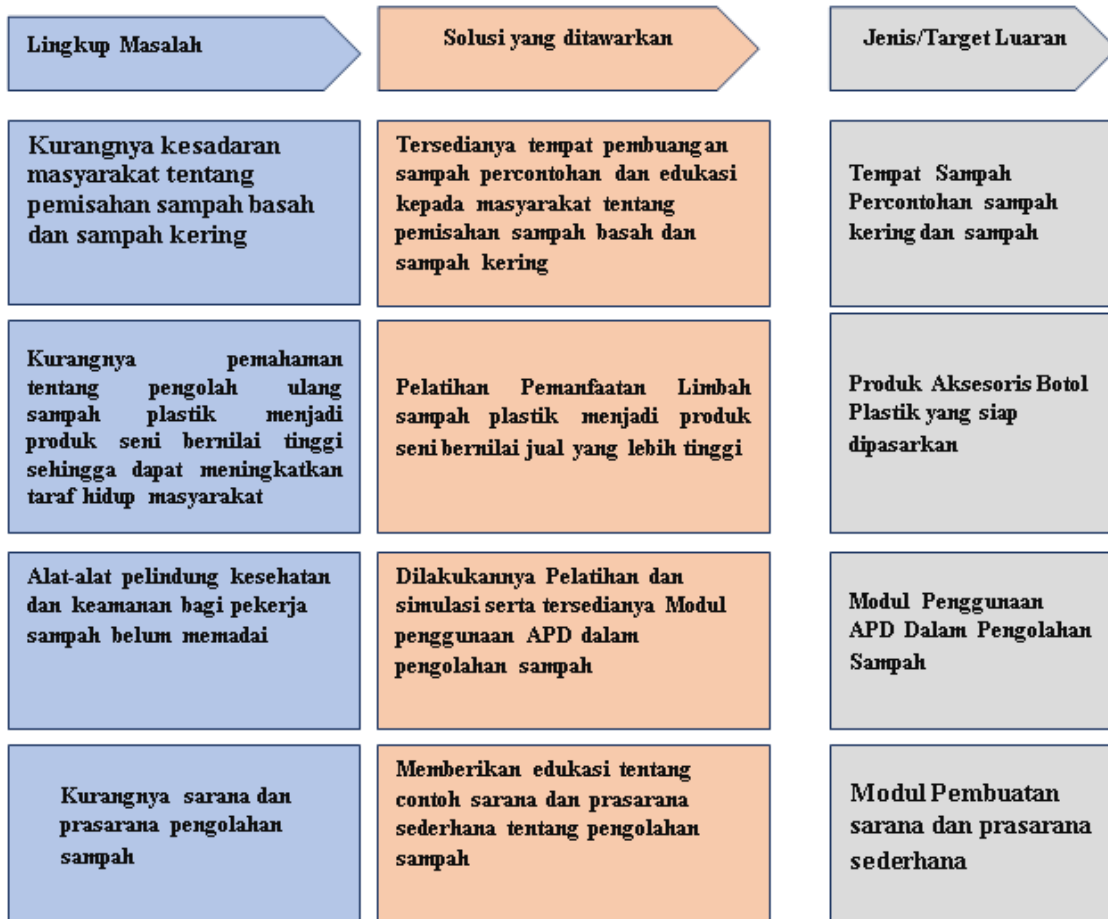 Lingkup Masalah
Solusi yang ditawarkan
Jenis/Target Luaran
Kurangnya kesadaran
masyarakat tentang
pemisahan sampah basah
dan sampah kering
Tersedianya tempat pembuangan
sampah percontohan dan edukasi
kepada masyarakat tentang
pemisahan sampah basah dan
sampah kering
Tempat Sampah
Percontohan sampah
kering dan sampah
Kurangnya pemahaman
tentang pengolah ulang
sampah plastik menjadi
produk seni bernilai tinggi
sehingga dapat meningkatkan
taraf hidup masyarakat
Pelatihan Pemanfaatan Limbah
sampah plastik menjadi produk
seni bernilai jual yang lebih tinggi
Produk Aksesoris Botol
Plastik yang siap
dipasarkan
Alat-alat pelindung kesehatan
dan keamanan bagi pekerja
sampah belum memadai
Dilakukannya Pelatihan dan
simulasi serta tersedianya Modul
penggunaan APD dalam
pengolahan sampah
Modul Penggunaan
APD Dalam Pengolahan
Sampah
Kurangnya sarana dan
prasarana pengolahan
sampah
Memberikan edukasi tentang
contoh sarana dan prasarana
sederhana tentang pengolahan
sampah
Modul Pembuatan
sarana dan prasarana
sederhana